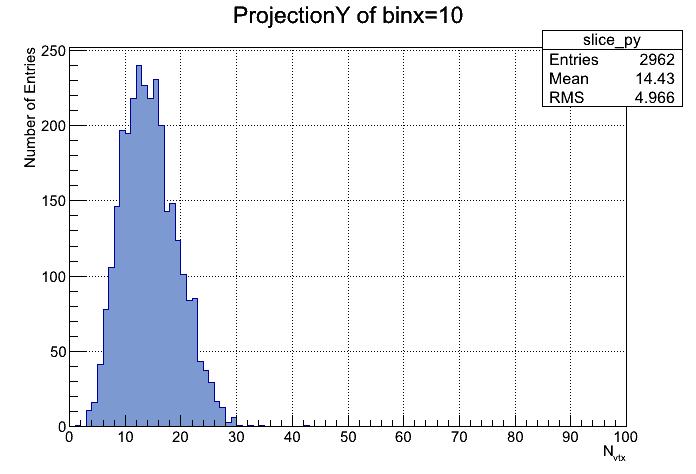 ProjectionY of binx=10
slice_py
Entries 2962
Mean 14.43
RMS 4.966
Number of Entries
250
200
150
100
50
0
0 10 20 30 40 50 60 70 80 90 100
N_vtx